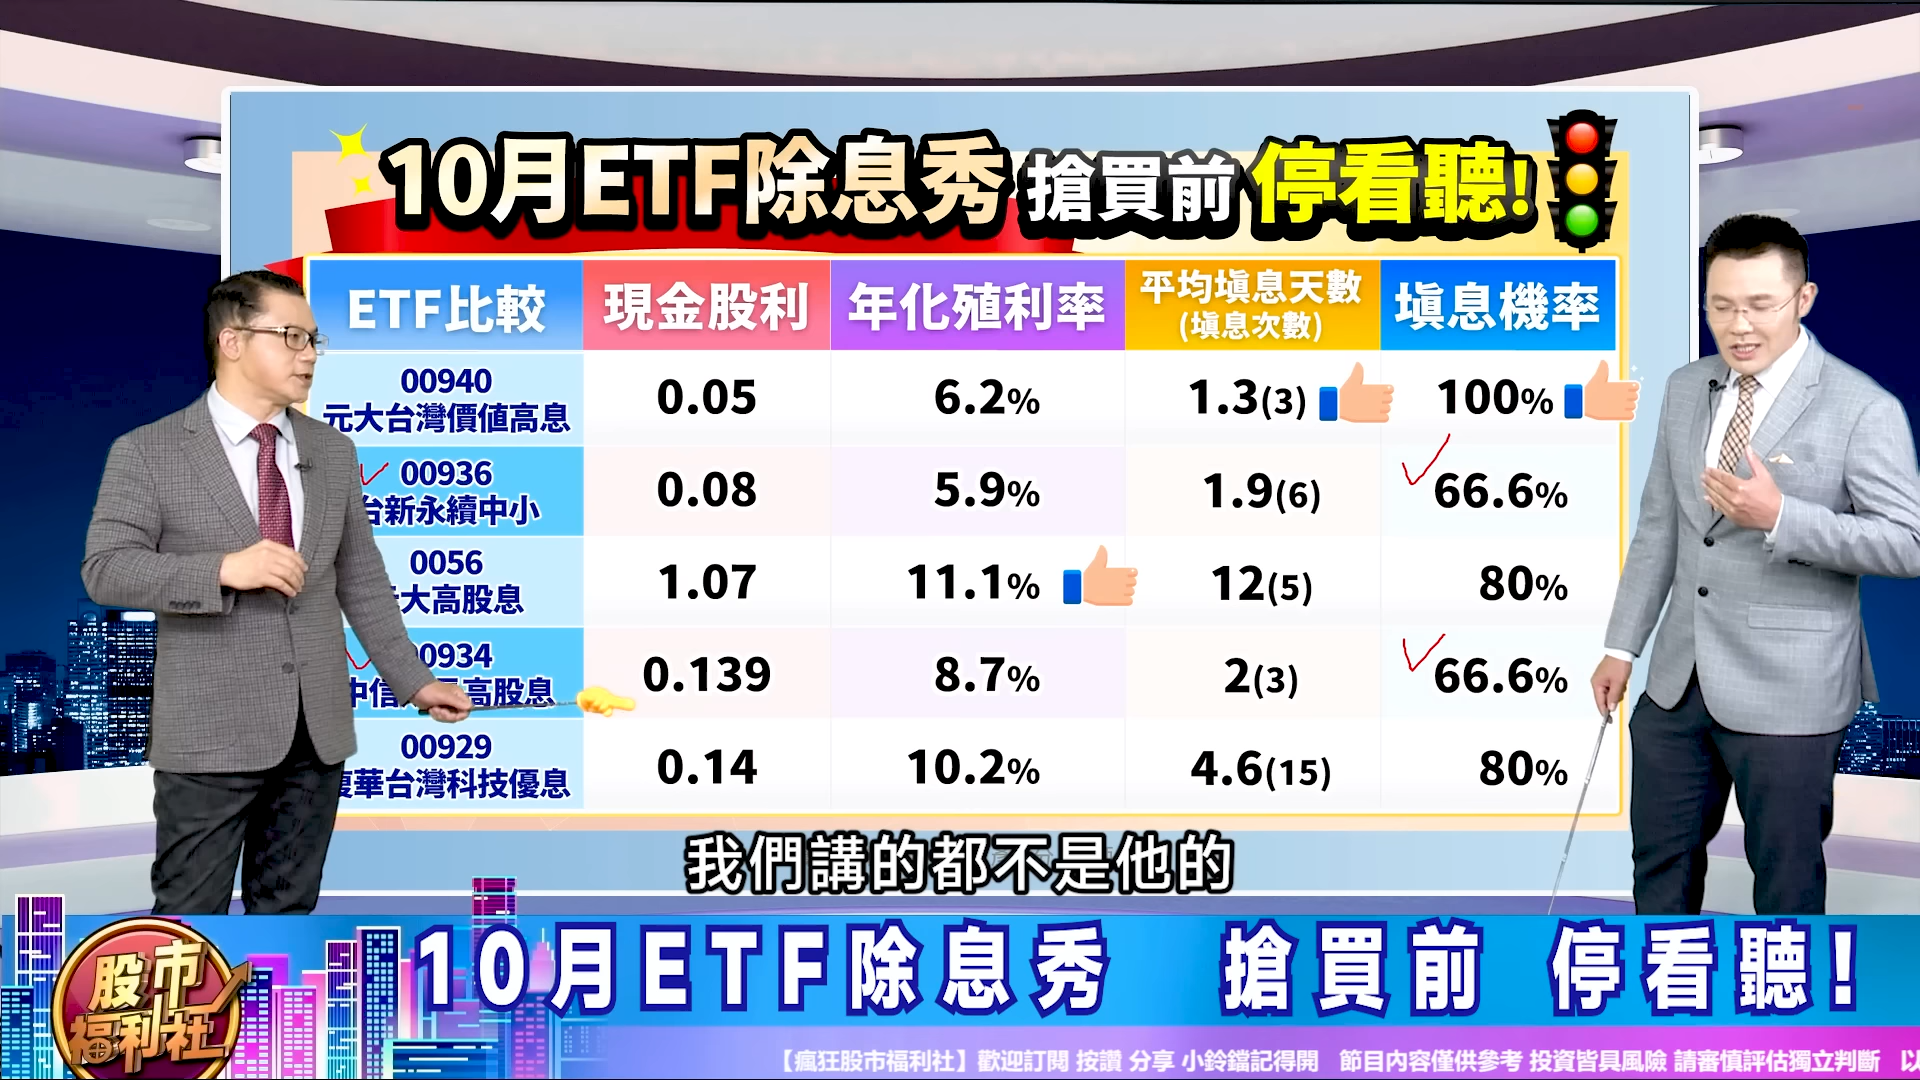 10月ETF除息秀 搶買前 停看聽!
ETF比較 現金股利 年化殖利率 平均填息天數 (填息次數) 填息機率
00940 元大台灣價值高息 0.05 6.2% 1.3(3) 100%
00936 台新永續中小 0.08 5.9% 1.9(6) 66.6%
0056 大高股息 1.07 11.1% 12(5) 80%
0934 中信 高股息 0.139 8.7% 2(3) 66.6%
00929 復華台灣科技優息 0.14 10.2% 4.6(15) 80%
我們講的都不是他的
10月ETF除息秀 搶買前 停看聽!
股市福利社
【瘋狂股市福利社】歡迎訂閱 按讚 分享 小鈴鐺記得開 節目內容僅供參考 投資皆具風險 請審慎評估獨立判斷 以